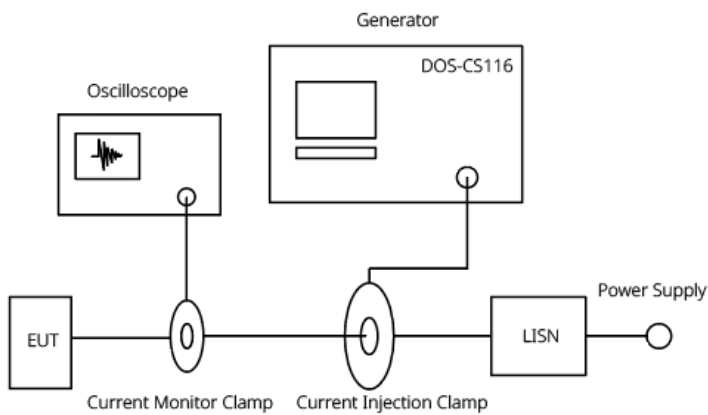 Generator
DOS-CS116
Oscilloscope
Power Supply
EUT
LISN
Current Monitor Clamp
Current Injection Clamp